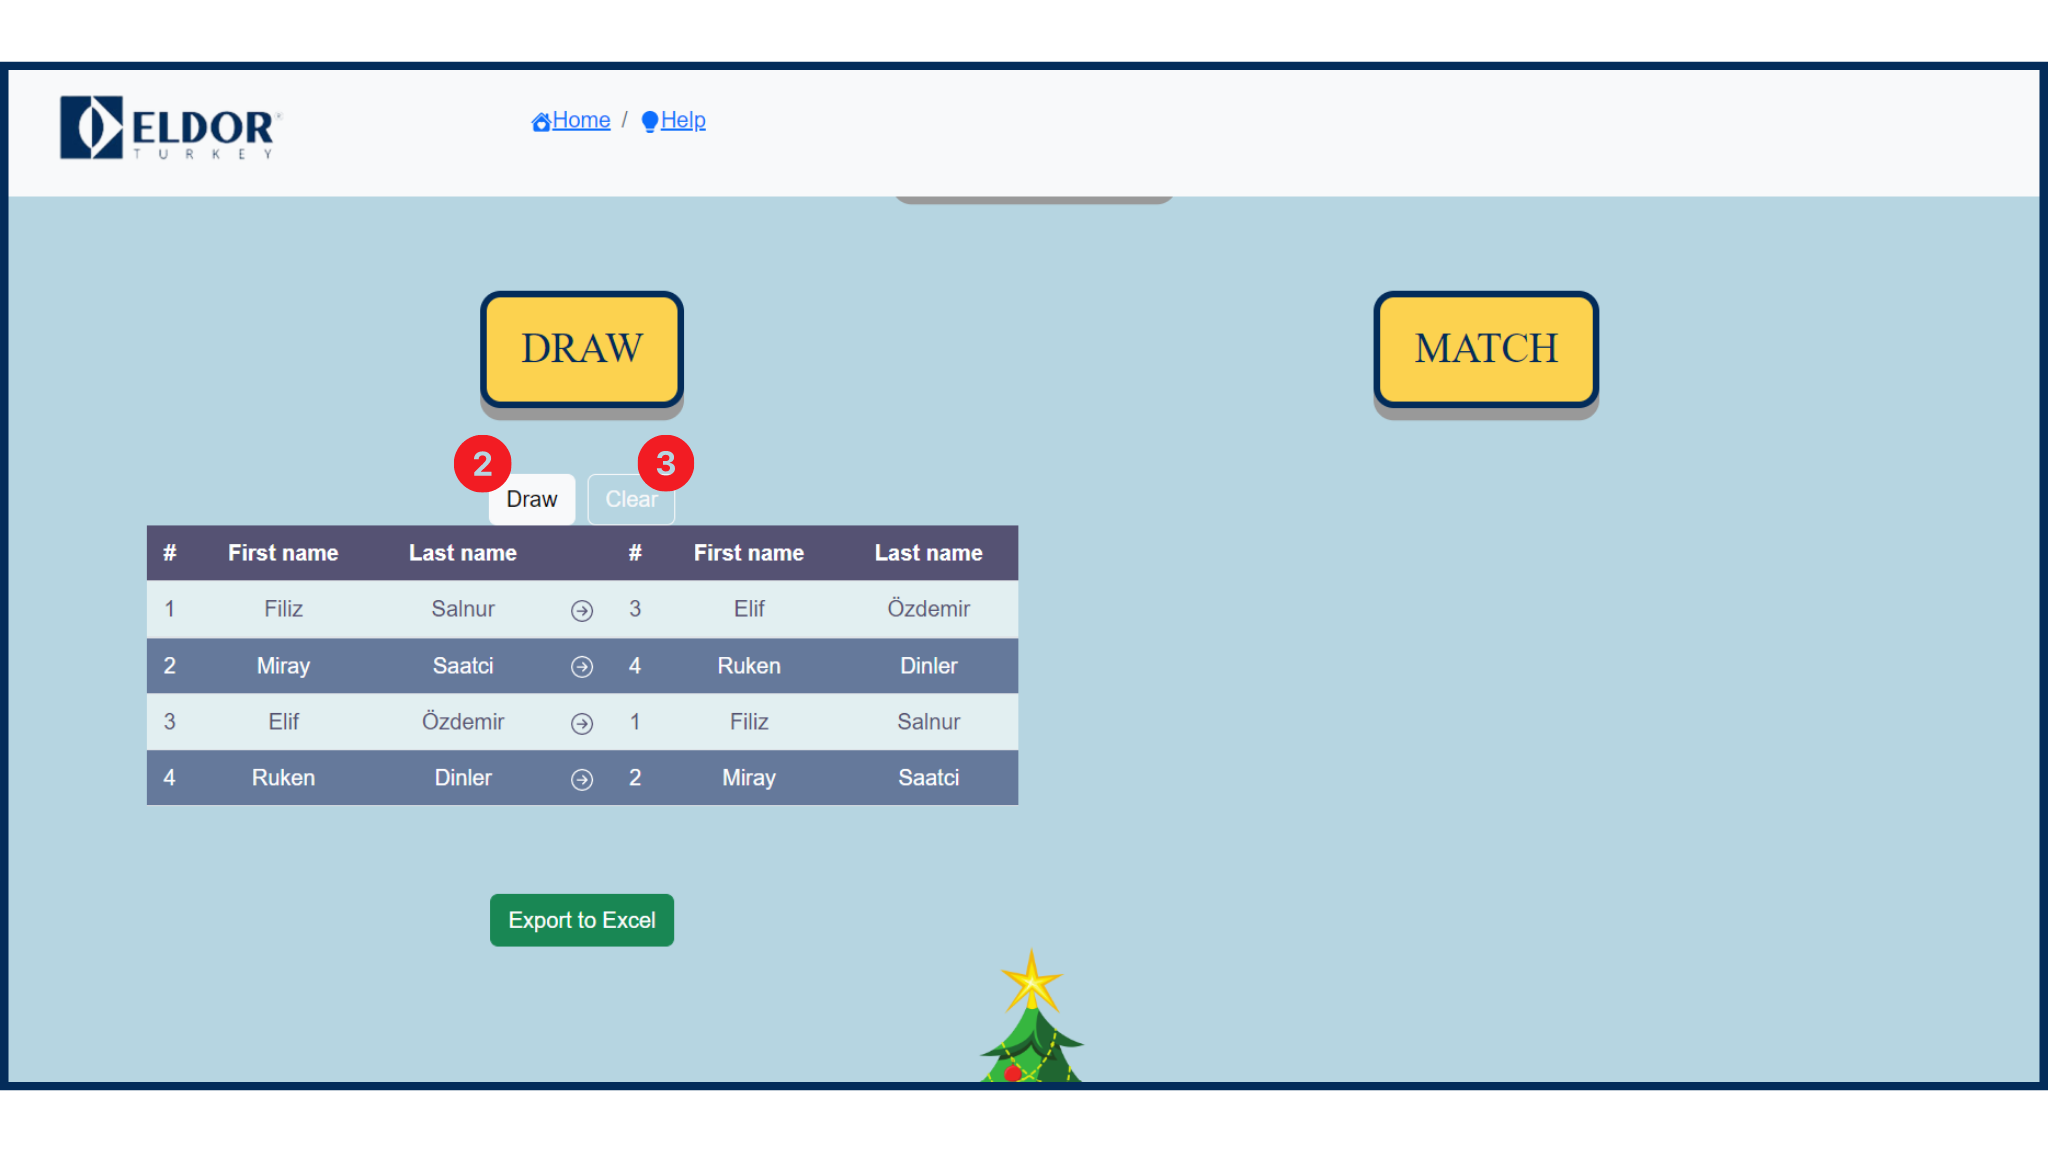 ELDOR
TURKEY
Home / Help
DRAW
MATCH
2
3
Draw
Clear
# First name Last name # First name Last name
1 Filiz Salnur 3 Elif Özdemir
2 Miray Saatci 4 Ruken Dinler
3 Elif Özdemir 1 Filiz Salnur
4 Ruken Dinler 2 Miray Saatci
Export to Excel